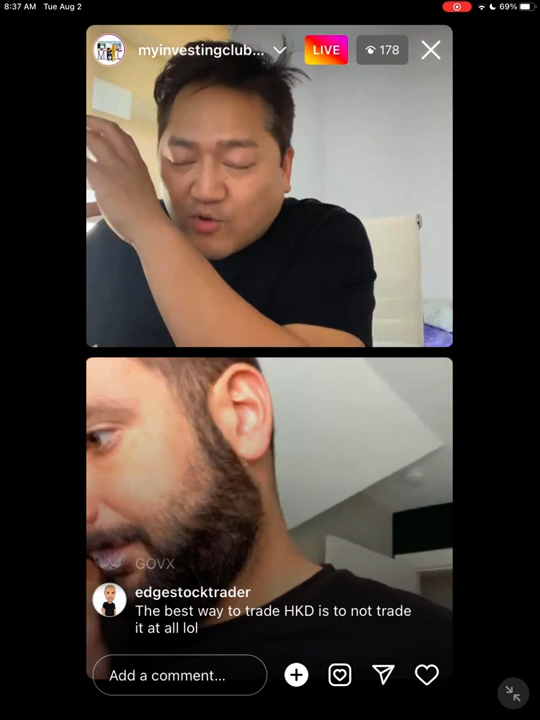 8:37 AM Tue Aug 2
69%
myinvestingclub...
LIVE
178
GOVX
edgestocktrader
The best way to trade HKD is to not trade
it at all lol
Add a comment...